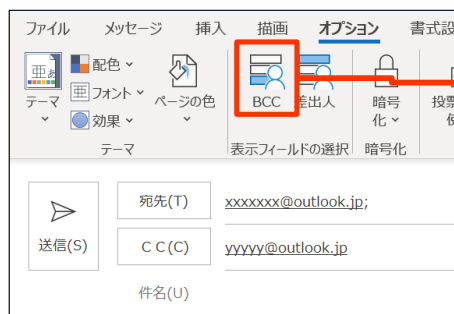 ファイル メッセージ 挿入 描画 オプション 書式設
亜あ 配色
亜 フォント
効果
テーマ ページの色 BCC 差出人 暗号化 投票
テーマ 表示フィールドの選択 暗号化
送信(S)
宛先(T) xxxxxxx@outlook.jp;
C C(C) yyyyy@outlook.jp
件名(U)